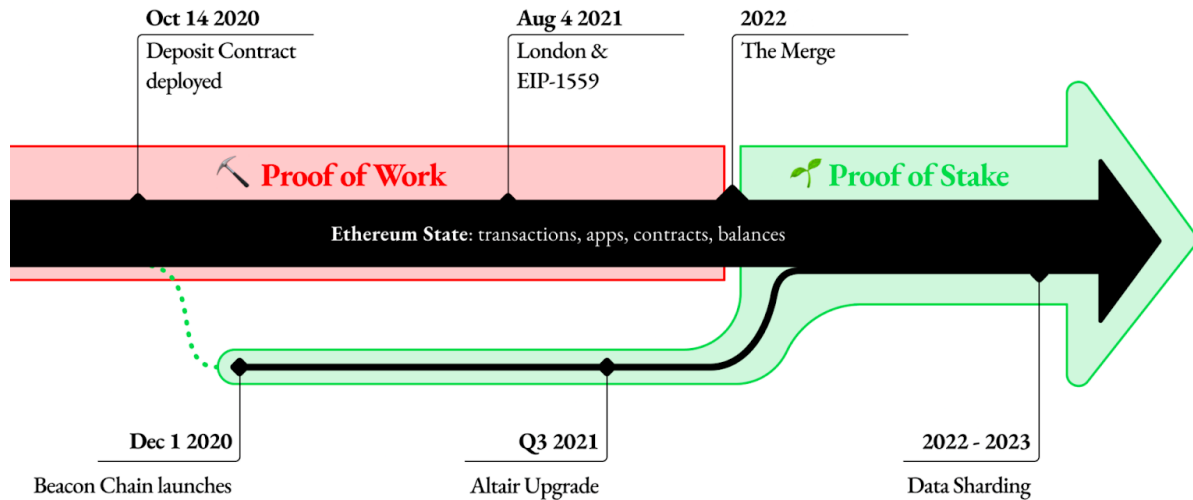 Oct 14 2020
Deposit Contract
deployed
Aug 4 2021
London &
EIP-1559
2022
The Merge
Proof of Work
Proof of Stake
Ethereum State: transactions, apps, contracts, balances
Dec 1 2020
Beacon Chain launches
Q3 2021
Altair Upgrade
2022 - 2023
Data Sharding